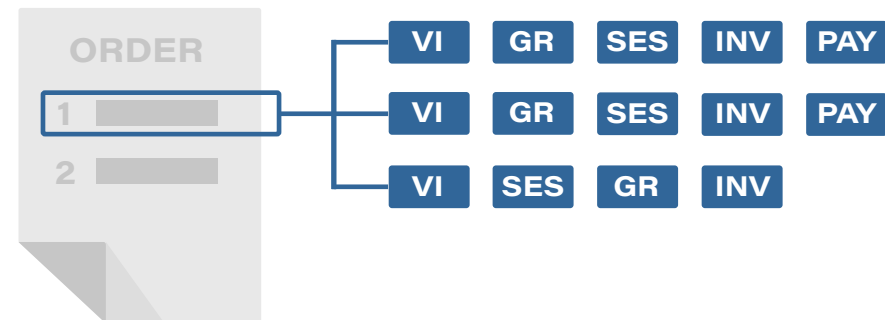 ORDER
1
2
VI GR SES INV PAY
VI GR SES INV PAY
VI SES GR INV